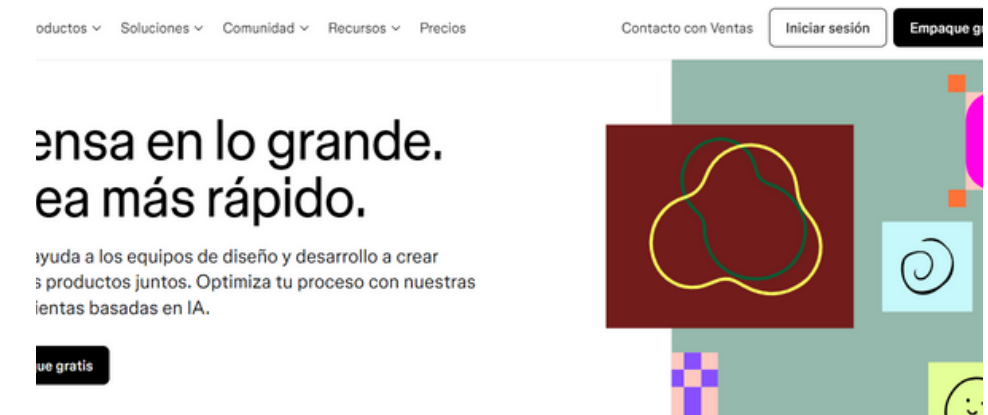 oductos Soluciones Comunidad Recursos Precios Contacto con Ventas Iniciar sesión Empaque gr
ensa en lo grande.
ea más rápido.
ayuda a los equipos de diseño y desarrollo a crear
s productos juntos. Optimiza tu proceso con nuestras
ientas basadas en IA.
ue gratis